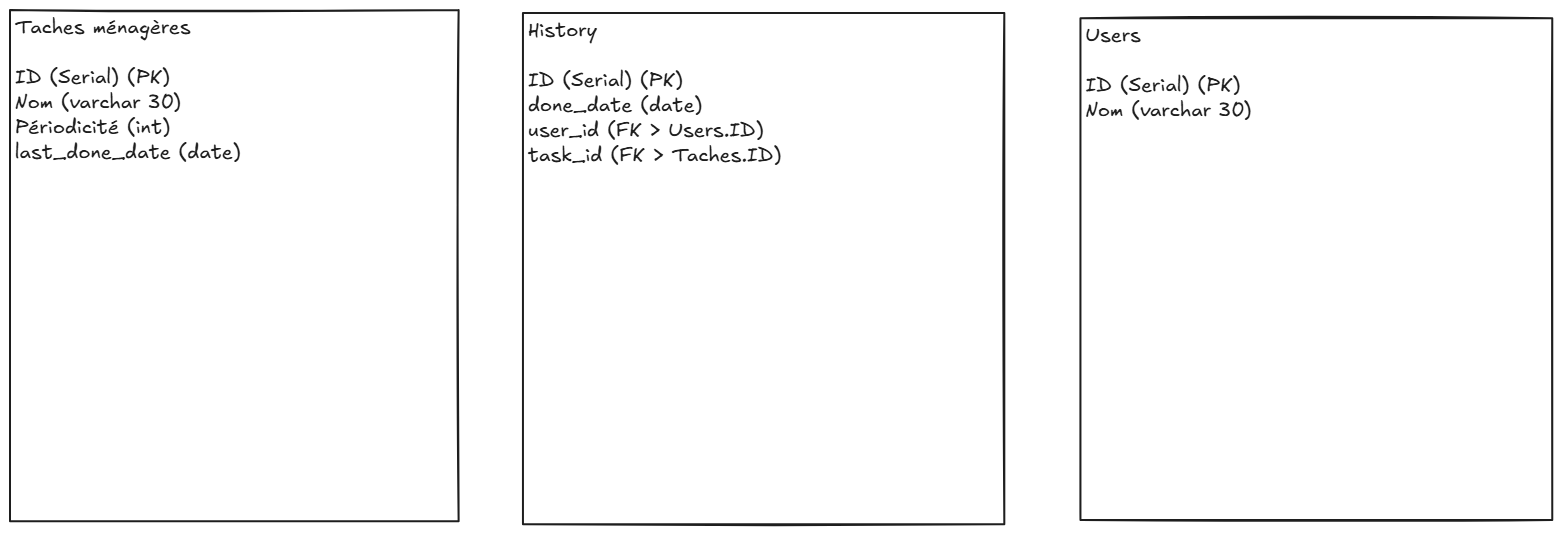 Taches ménagères
ID (Serial) (PK)
Nom (varchar 30)
Périodicité (int)
last_done_date (date)
History
ID (Serial) (PK)
done_date (date)
user_id (FK > Users.ID)
task_id (FK > Taches.ID)
Users
ID (Serial) (PK)
Nom (varchar 30)